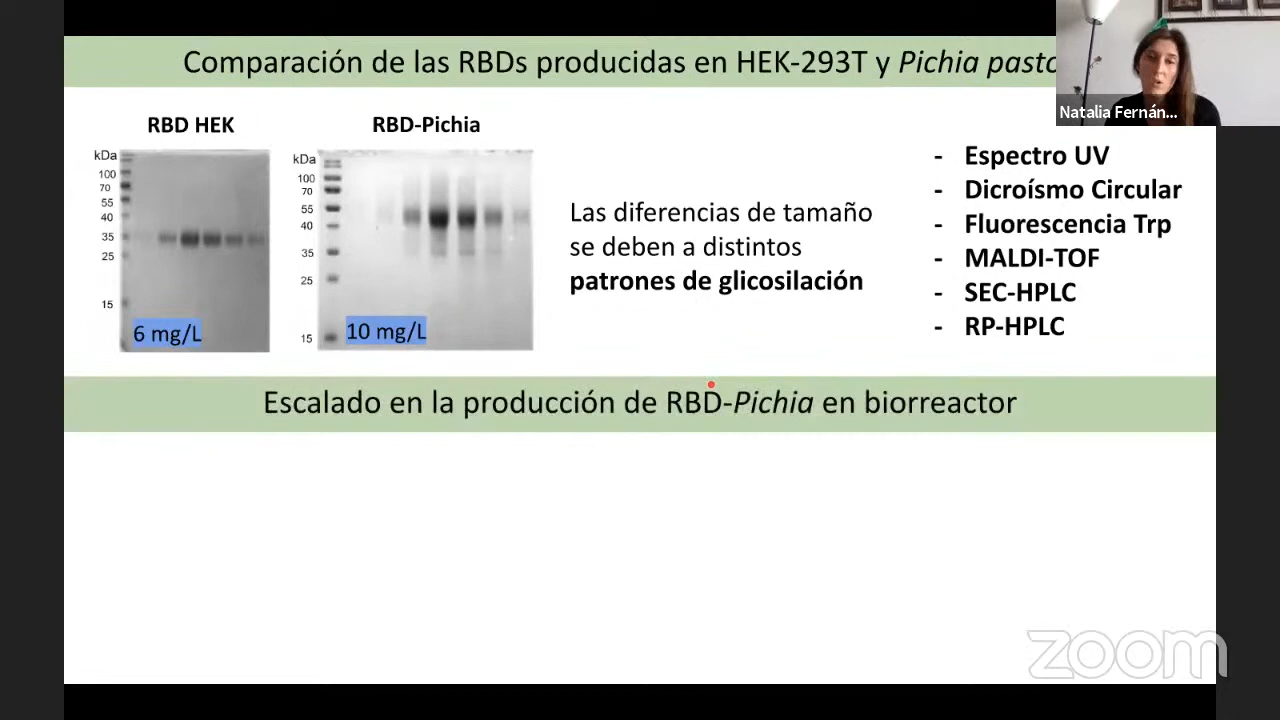 Comparación de las RBDs producidas en HEK-293T y Pichia pasto
Natalia Fernán...
RBD HEK
RBD-Pichia
kDa
100
70
55
40
35
25
15
6 mg/L
kDa
100
70
55
40
35
25
15
10 mg/L
Las diferencias de tamaño
se deben a distintos
patrones de glicosilación
- Espectro UV
- Dicroísmo Circular
- Fluorescencia Trp
- MALDI-TOF
- SEC-HPLC
- RP-HPLC
Escalado en la producción de RBD-Pichia en biorreactor
zoom